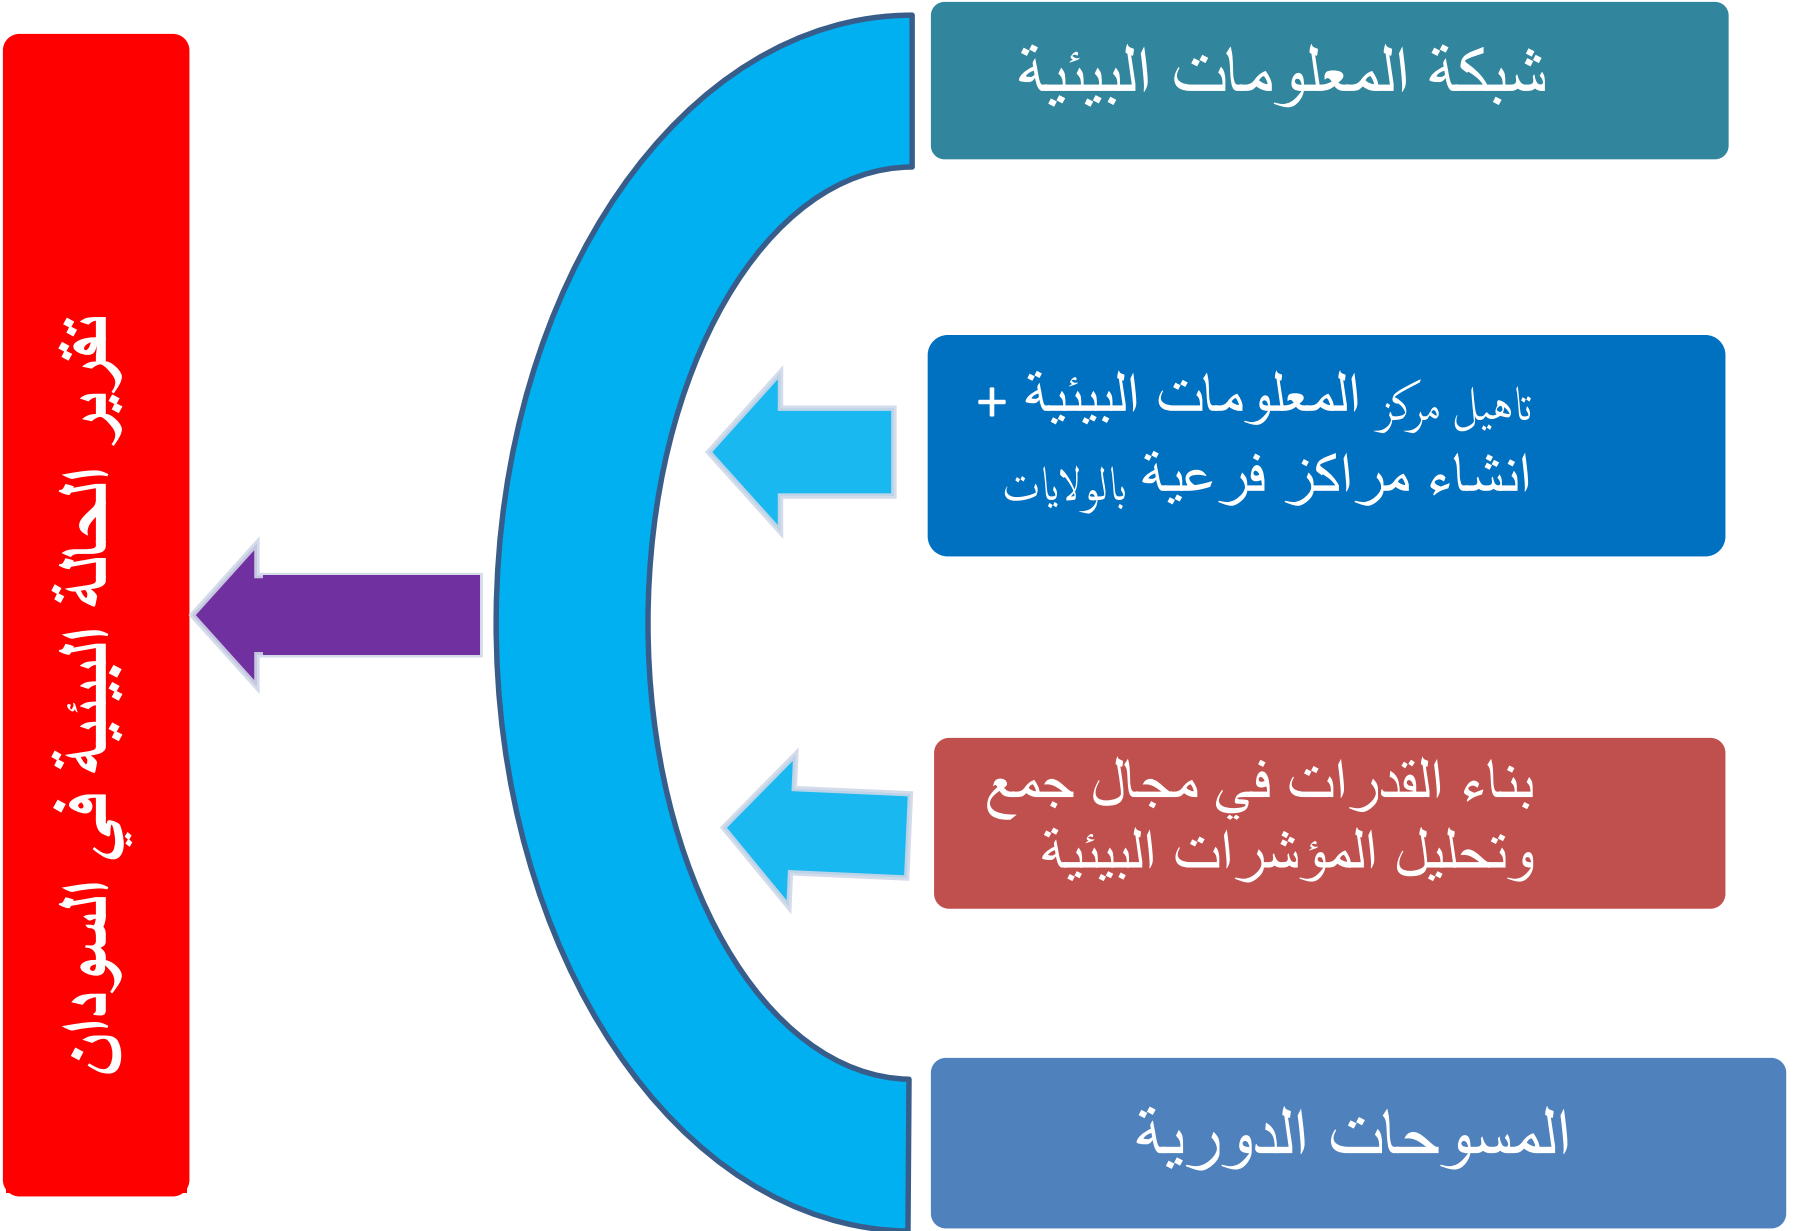 شبكة المعلومات البيئية
تاهيل مركز المعلومات البيئية +
انشاء مراكز فرعية بالولايات
بناء القدرات في مجال جمع
وتحليل المؤشرات البيئية
المسوحات الدورية
تقرير الحالة البيئية في السودان